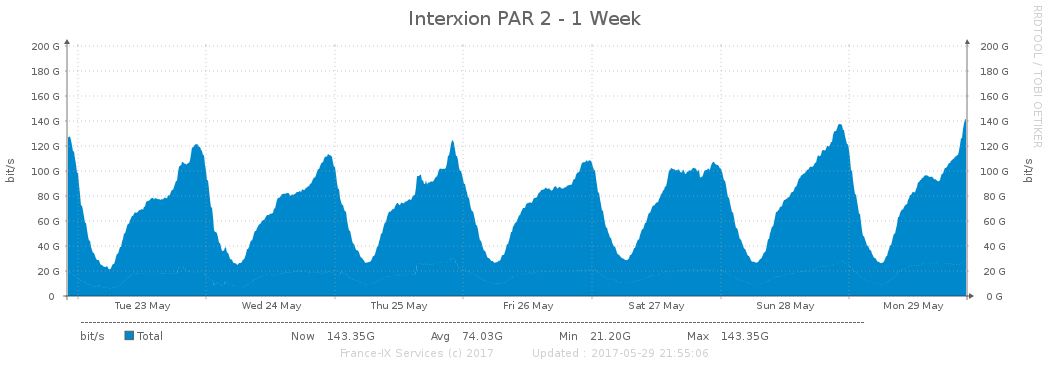 Interxion PAR 2 - 1 Week
RRDTOOL / TOBI OETIKER
200 G 200 G
180 G 180 G
160 G 160 G
140 G 140 G
120 G 120 G
100 G 100 G
80 G 80 G
60 G 60 G
40 G 40 G
20 G 20 G
0 0 G
bit/s
bit/s
Tue 23 May Wed 24 May Thu 25 May Fri 26 May Sat 27 May Sun 28 May Mon 29 May
bit/s Total Now 143.35G Avg 74.03G Min 21.20G Max 143.35G
France-IX Services (c) 2017 Updated : 2017-05-29 21:55:06